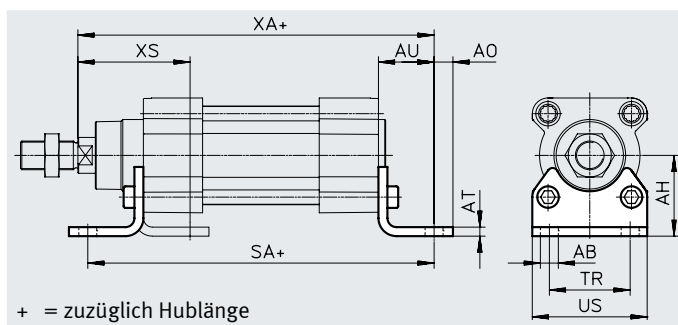 XA+
XS
AU
AO
AT
AH
SA+
AB
TR
US
+ = zuzüglich Hublänge